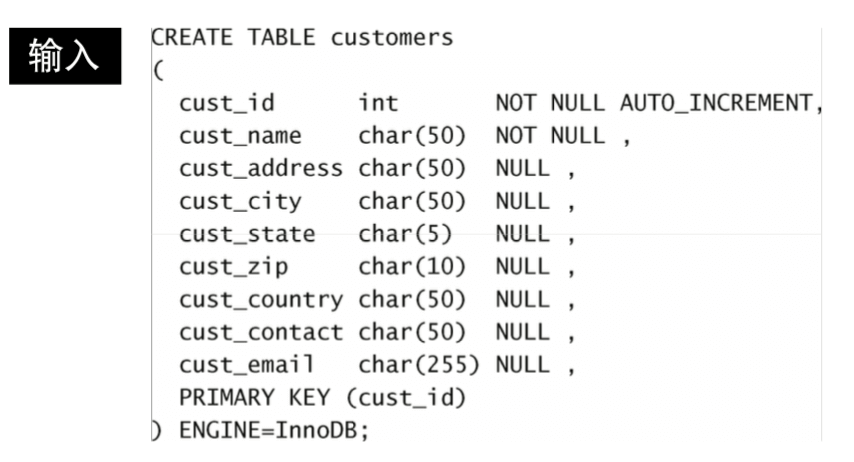 输入
CREATE TABLE customers
(
  cust_id      int       NOT NULL AUTO_INCREMENT,
  cust_name    char(50)  NOT NULL ,
  cust_address char(50)  NULL ,
  cust_city    char(50)  NULL ,
  cust_state   char(5)   NULL ,
  cust_zip     char(10)  NULL ,
  cust_country char(50)  NULL ,
  cust_contact char(50)  NULL ,
  cust_email   char(255) NULL ,
  PRIMARY KEY (cust_id)
) ENGINE=InnoDB;